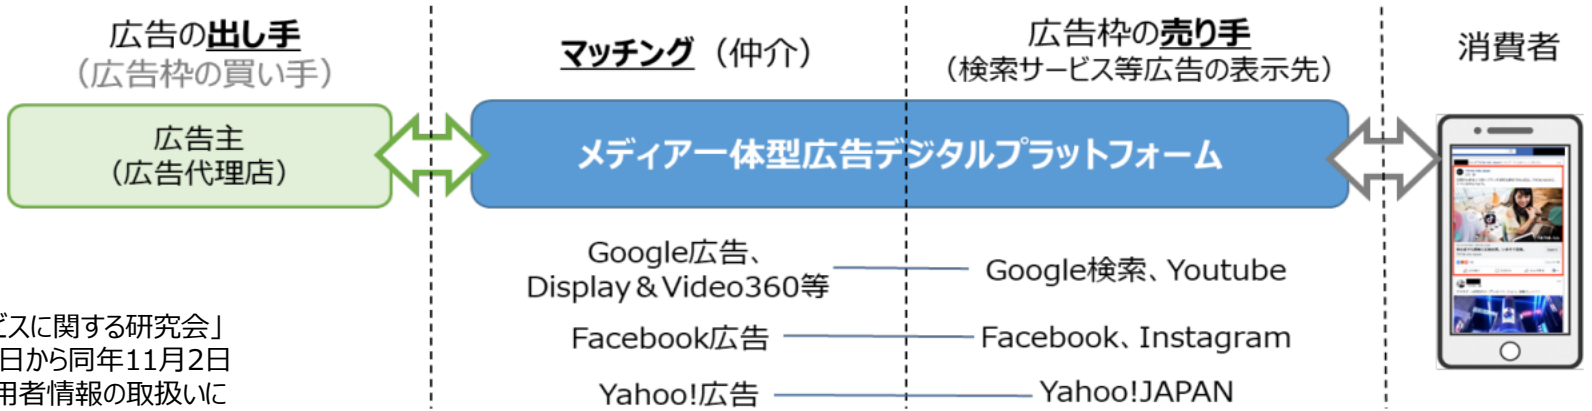 広告の出し手
（広告枠の買い手）
マッチング（仲介）
広告枠の売り手
（検索サービス等広告の表示先）
消費者
広告主
（広告代理店）
メディア一体型広告デジタルプラットフォーム
Google広告、
Display＆Video360等
Google検索、Youtube
Facebook広告
Facebook、Instagram
Yahoo!広告
Yahoo!JAPAN
ビスに関する研究会」
日から同年11月2日
用者情報の取扱いに